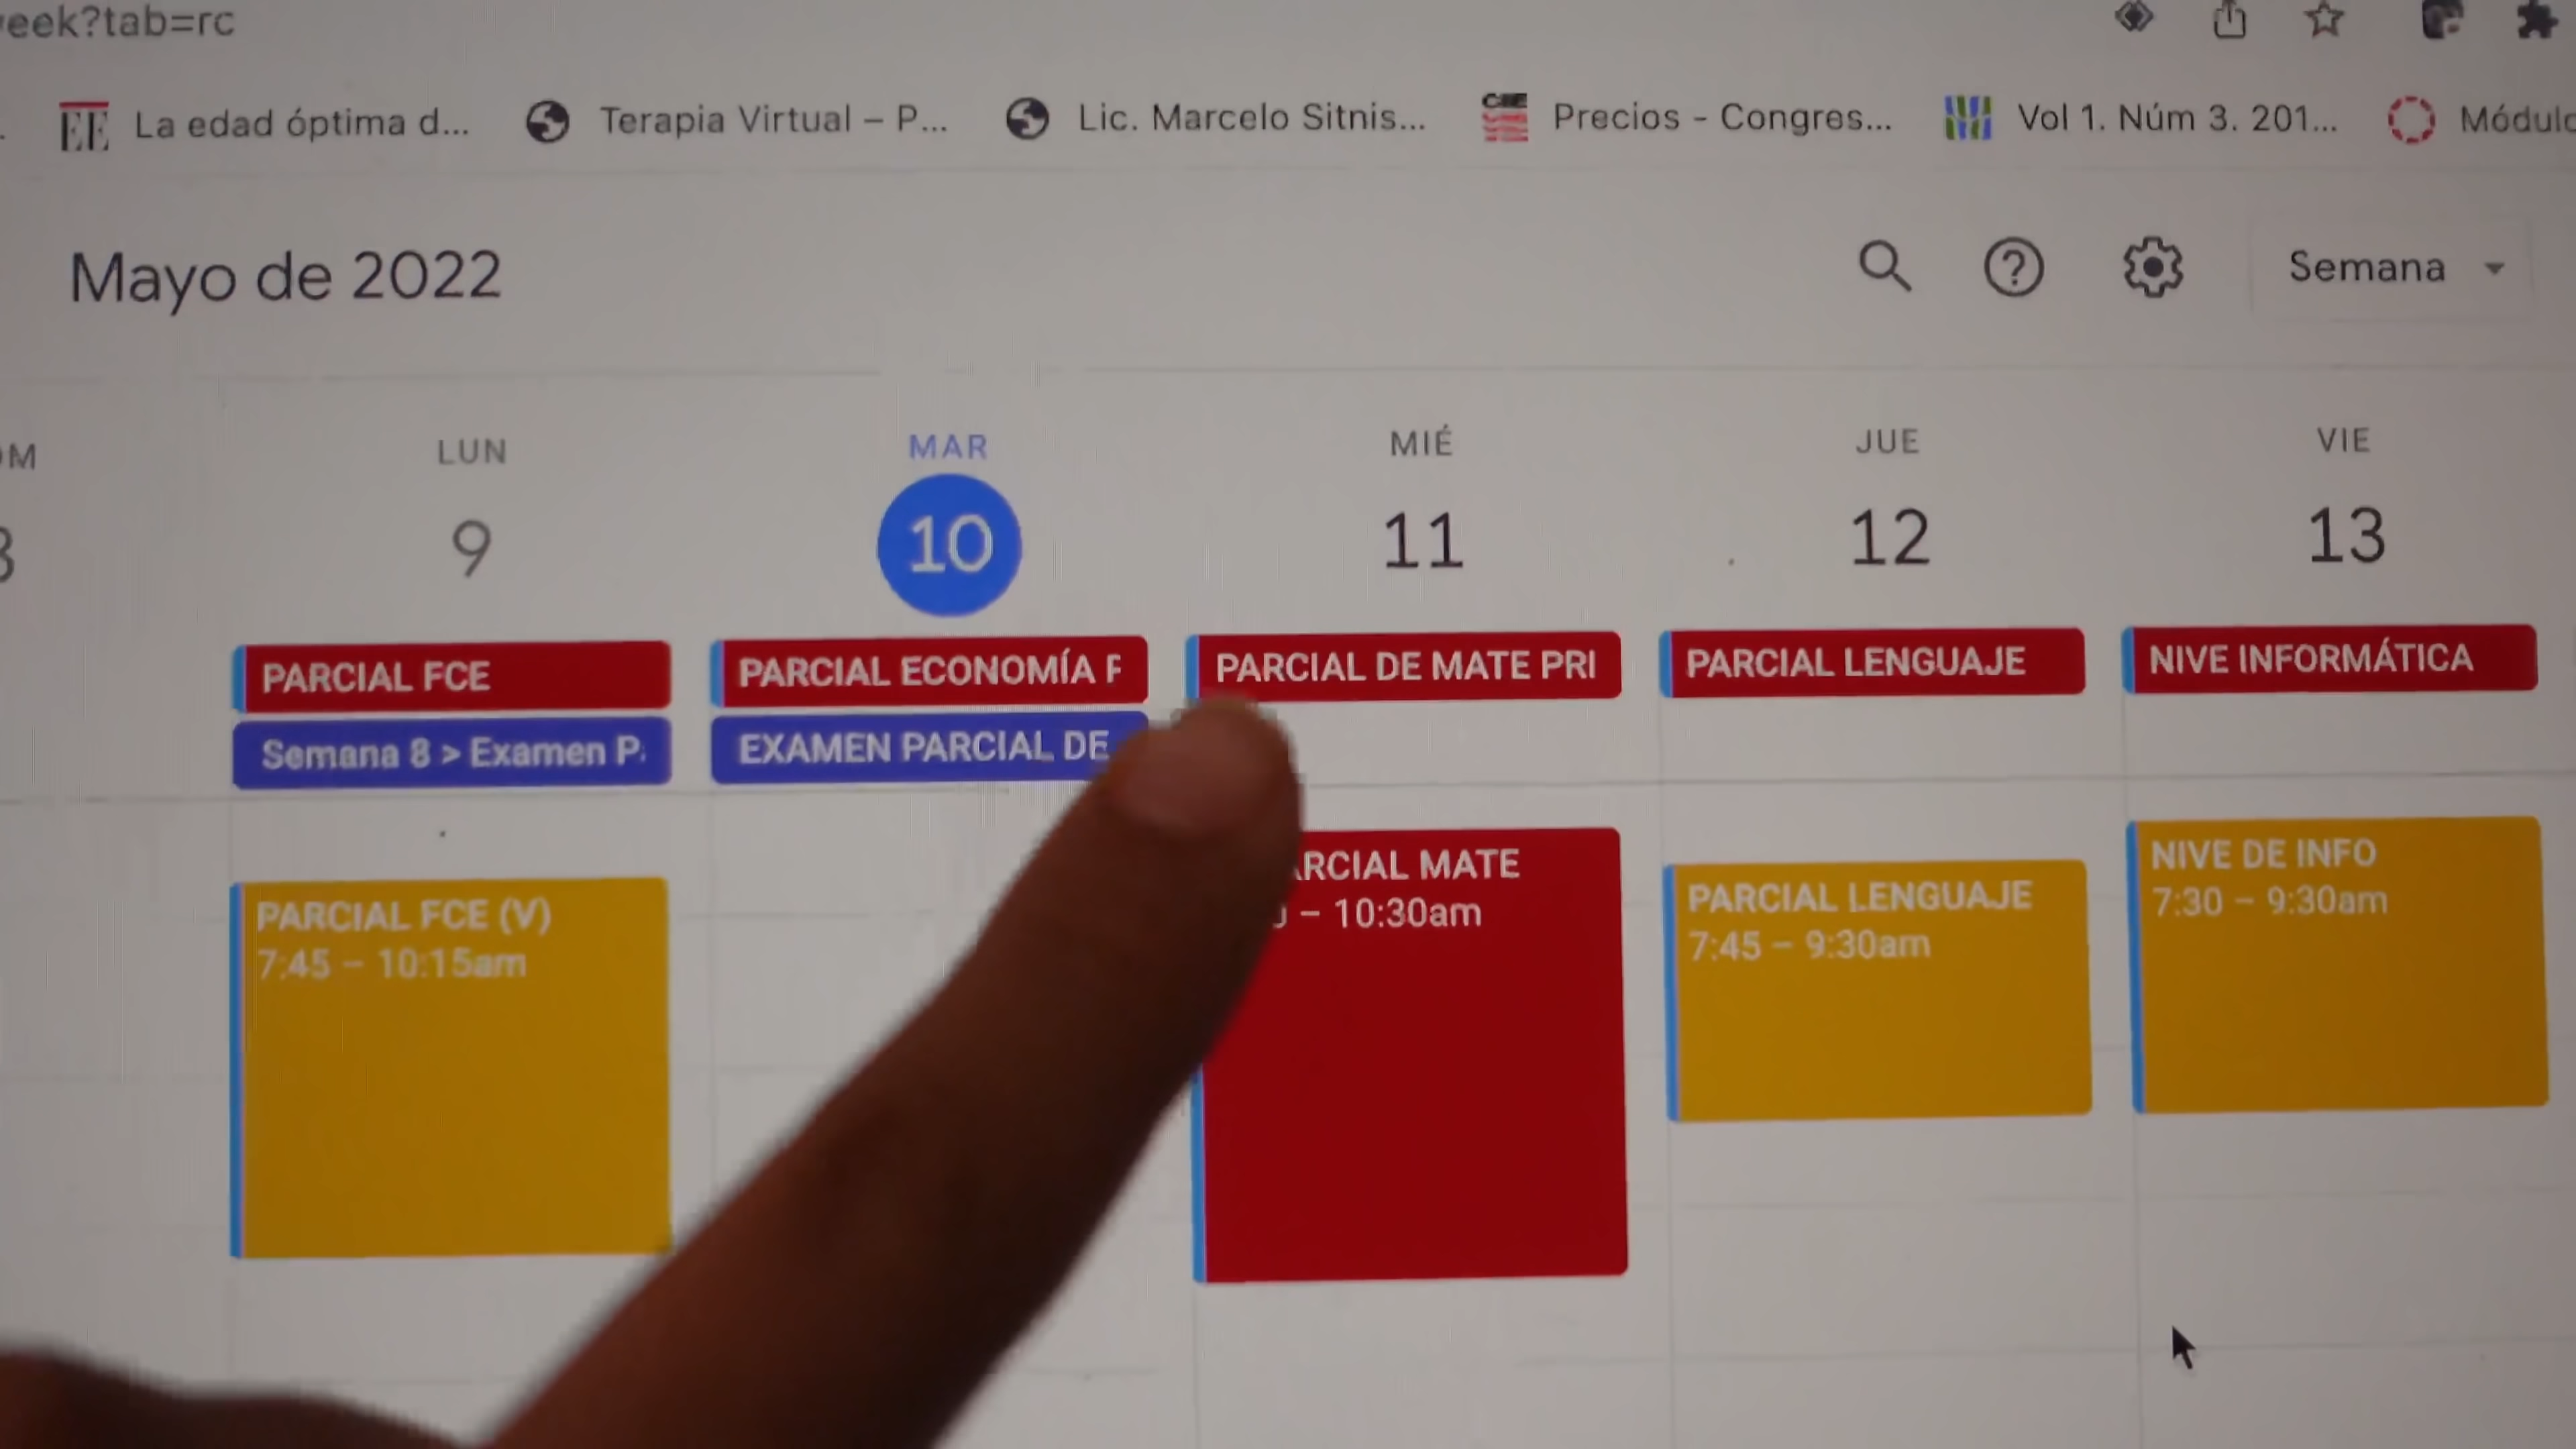 eek?tab=rc
EE La edad óptima d... Terapia Virtual – P... Lic. Marcelo Sitnis... Precios - Congres... Vol 1. Núm 3. 201... Módulo
Mayo de 2022
Semana
LUN MAR MIÉ JUE VIE
9 10 11 12 13
PARCIAL FCE
PARCIAL ECONOMÍA
PARCIAL DE MATE PRI
PARCIAL LENGUAJE
NIVE INFORMÁTICA
Semana 8 > Examen P
EXAMEN PARCIAL DE
PARCIAL FCE (V)
7:45 – 10:15am
RCIAL MATE
– 10:30am
PARCIAL LENGUAJE
7:45 – 9:30am
NIVE DE INFO
7:30 – 9:30am